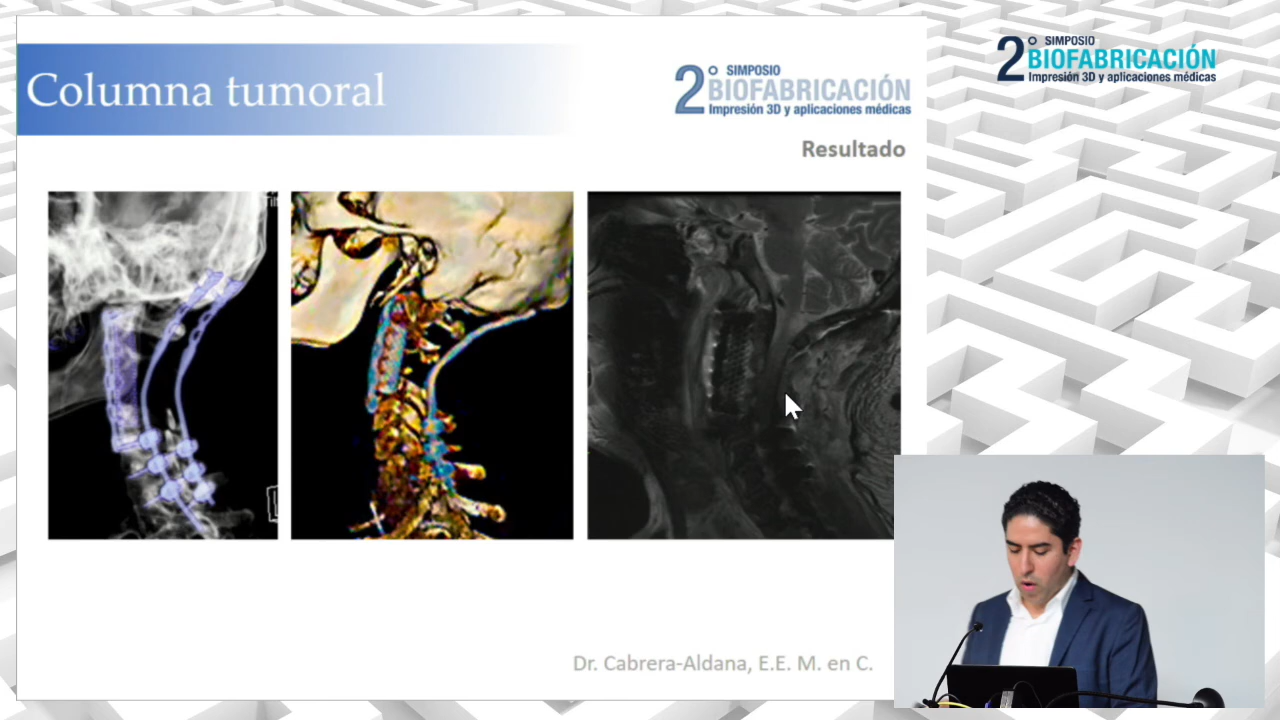 Columna tumoral
2° SIMPOSIO
BIOFABRICACIÓN
Impresión 3D y aplicaciones médicas
Resultado
Dr. Cabrera-Aldana, E.E. M. en C.
2° SIMPOSIO
BIOFABRICACIÓN
Impresión 3D y aplicaciones médicas